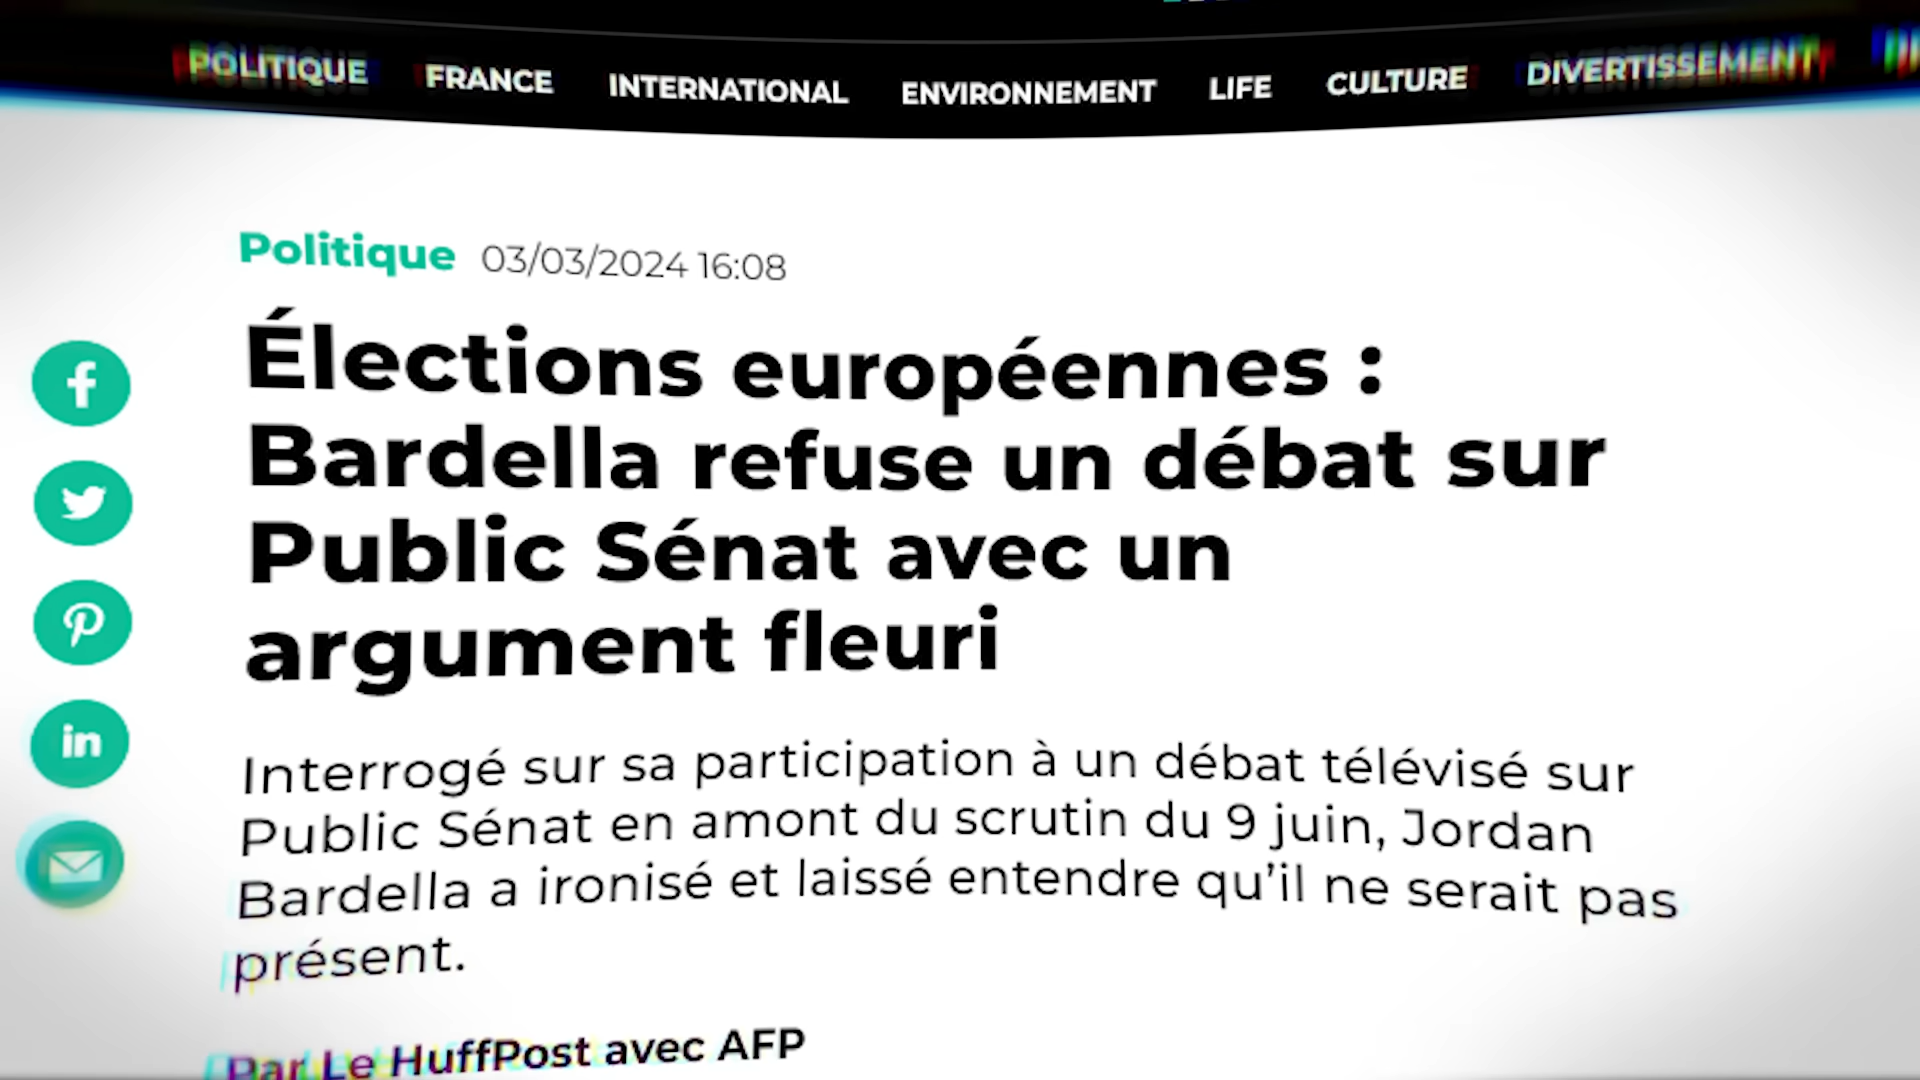 POLITIQUE FRANCE INTERNATIONAL ENVIRONNEMENT LIFE CULTURE DIVERTISSEMENT
Politique 03/03/2024 16:08
Élections européennes :
Bardella refuse un débat sur
Public Sénat avec un
argument fleuri
Interrogé sur sa participation à un débat télévisé sur
Public Sénat en amont du scrutin du 9 juin, Jordan
Bardella a ironisé et laissé entendre qu’il ne serait pas
présent.
Par Le HuffPost avec AFP